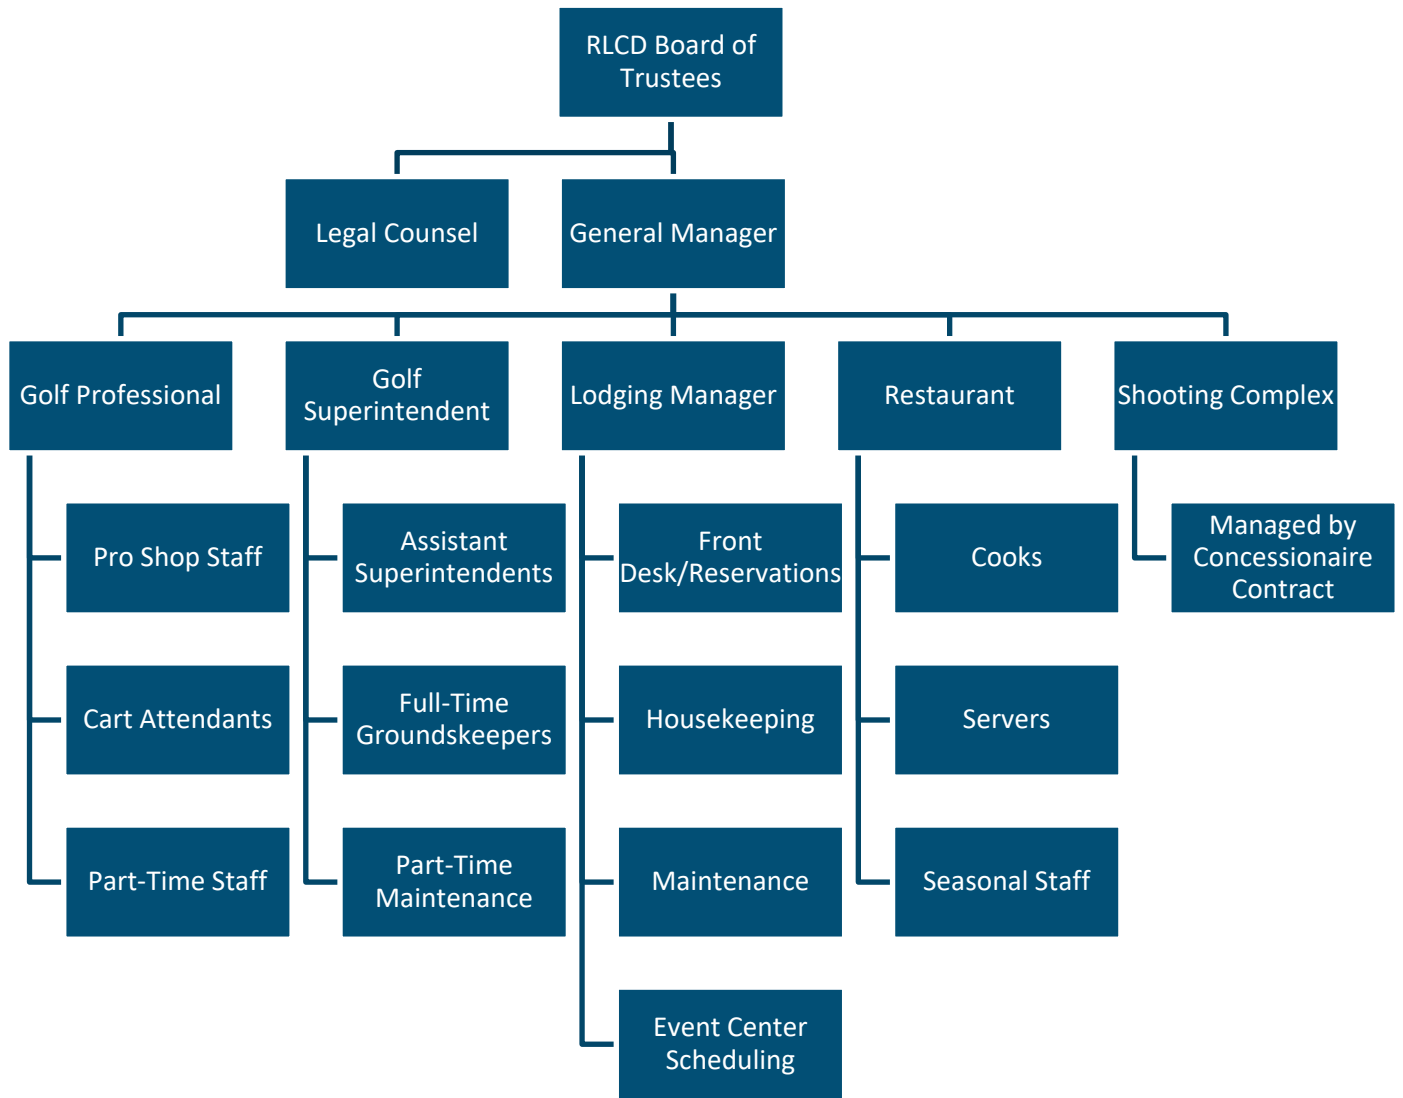 RLCD Board of
Trustees
Legal Counsel
General Manager
Golf Professional
Golf
Superintendent
Lodging Manager
Restaurant
Shooting Complex
Pro Shop Staff
Assistant
Superintendents
Front
Desk/Reservations
Cooks
Managed by
Concessionaire
Contract
Cart Attendants
Full-Time
Groundskeepers
Housekeeping
Servers
Part-Time Staff
Part-Time
Maintenance
Maintenance
Seasonal Staff
Event Center
Scheduling